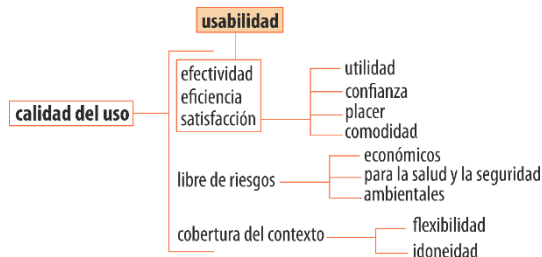 usabilidad
efectividad
eficiencia
satisfacción
utilidad
confianza
placer
comodidad
calidad del uso
libre de riesgos
económicos
para la salud y la seguridad
ambientales
cobertura del contexto
flexibilidad
idoneidad